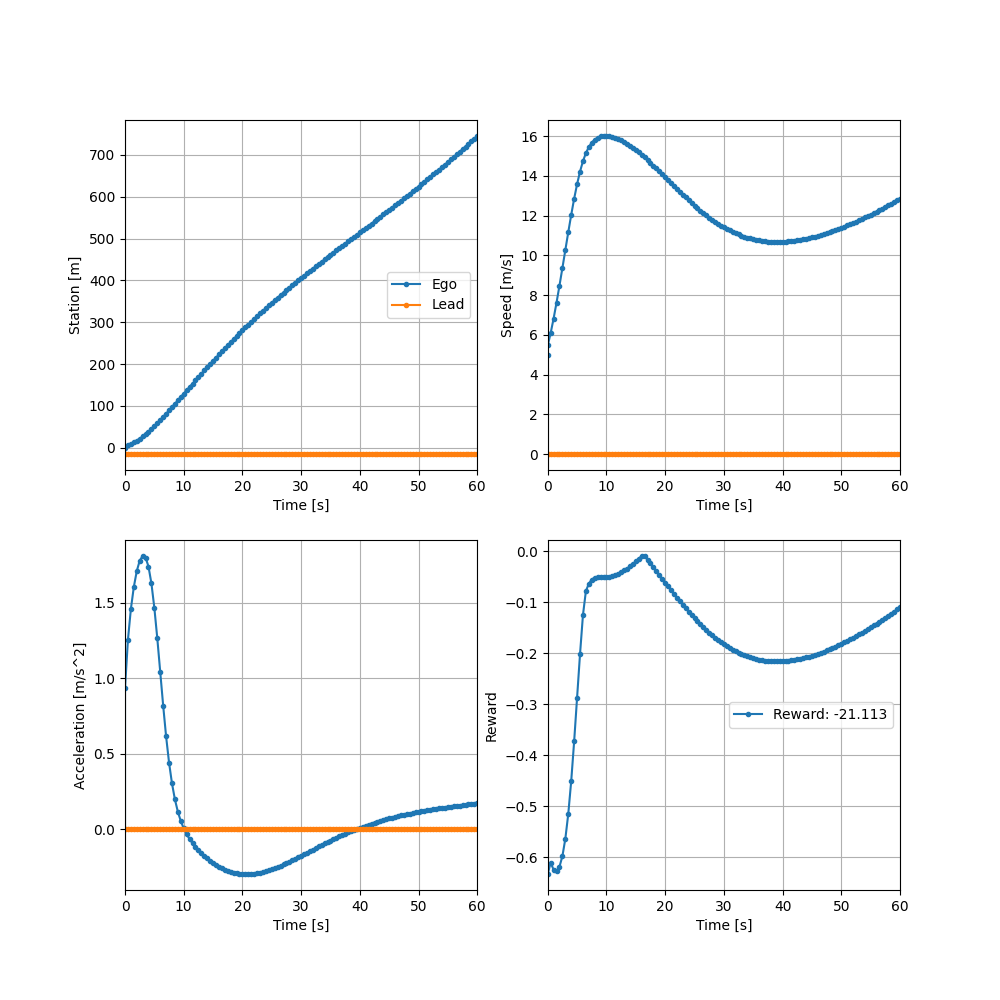 700
600
500
400
300
200
100
0
Station [m]
Ego
Lead
0 10 20 30 40 50 60
Time [s]
16
14
12
10
8
6
4
2
0
Speed [m/s]
0 10 20 30 40 50 60
Time [s]
1.5
1.0
0.5
0.0
Acceleration [m/s^2]
0 10 20 30 40 50 60
Time [s]
0.0
−0.1
−0.2
−0.3
−0.4
−0.5
−0.6
Reward
Reward: -21.113
0 10 20 30 40 50 60
Time [s]